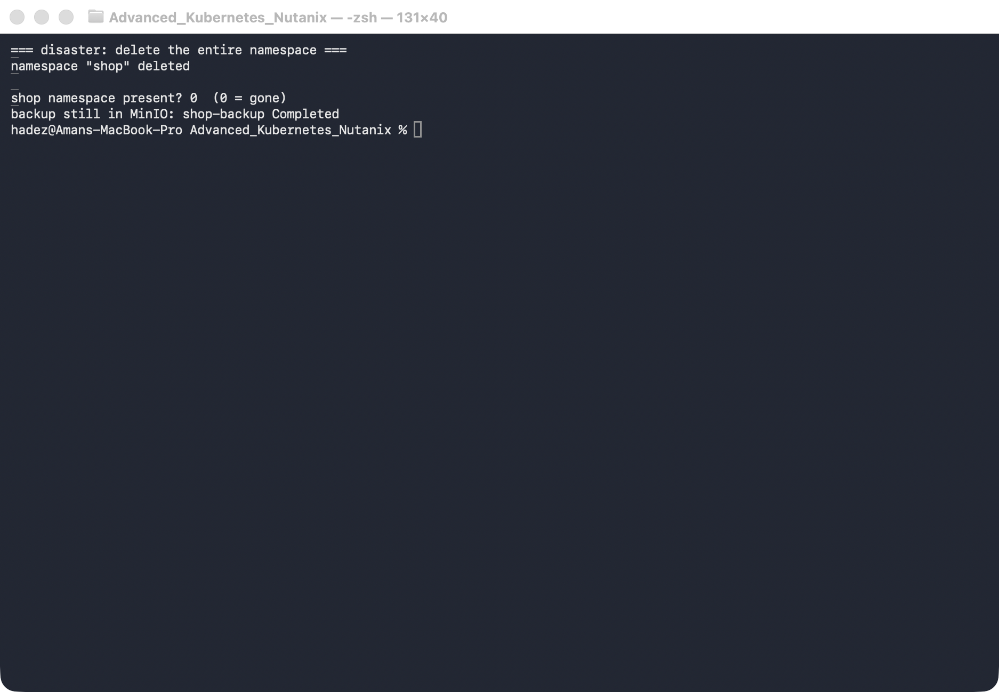 Advanced_Kubernetes_Nutanix — -zsh — 131×40
=== disaster: delete the entire namespace ===
namespace "shop" deleted
shop namespace present? 0  (0 = gone)
backup still in MinIO: shop-backup Completed
hadez@Amans-MacBook-Pro Advanced_Kubernetes_Nutanix %